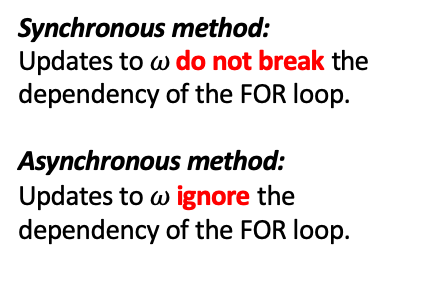 Synchronous method:
Updates to ω do not break the
dependency of the FOR loop.
Asynchronous method:
Updates to ω ignore the
dependency of the FOR loop.